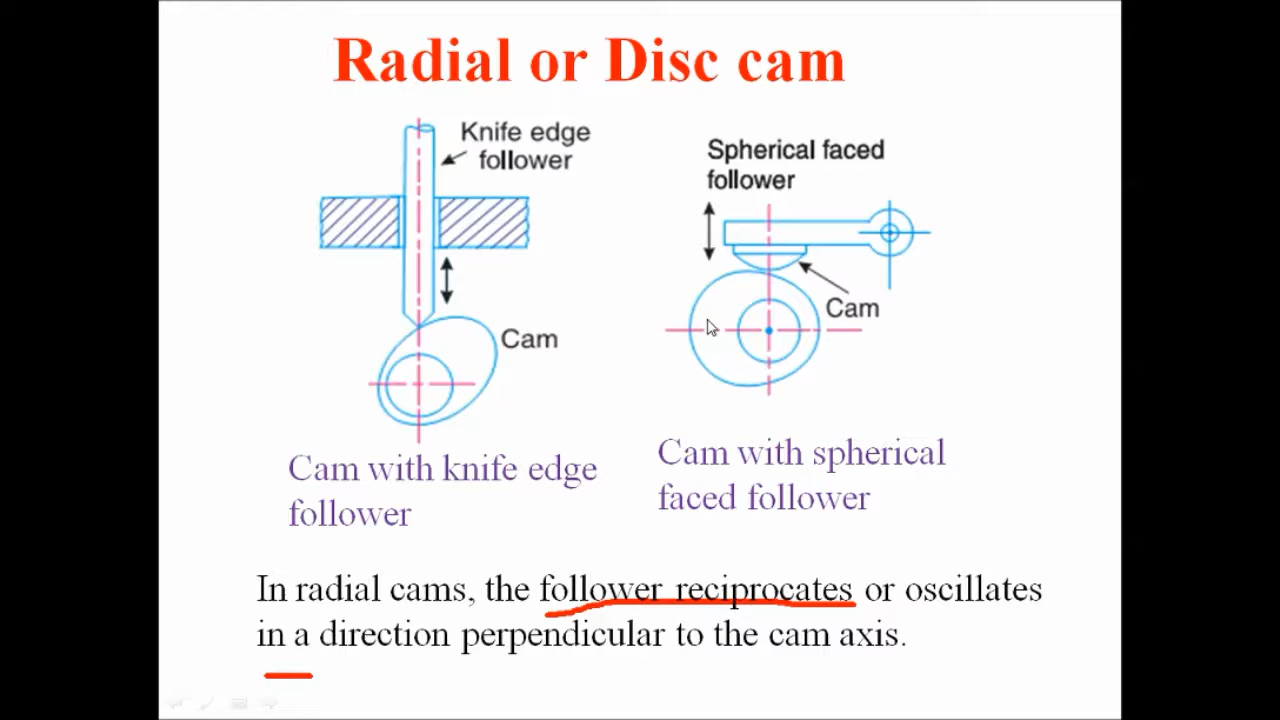 Radial or Disc cam
Knife edge
follower
Cam
Cam with knife edge
follower
Spherical faced
follower
Cam
Cam with spherical
faced follower
In radial cams, the follower reciprocates or oscillates
in a direction perpendicular to the cam axis.